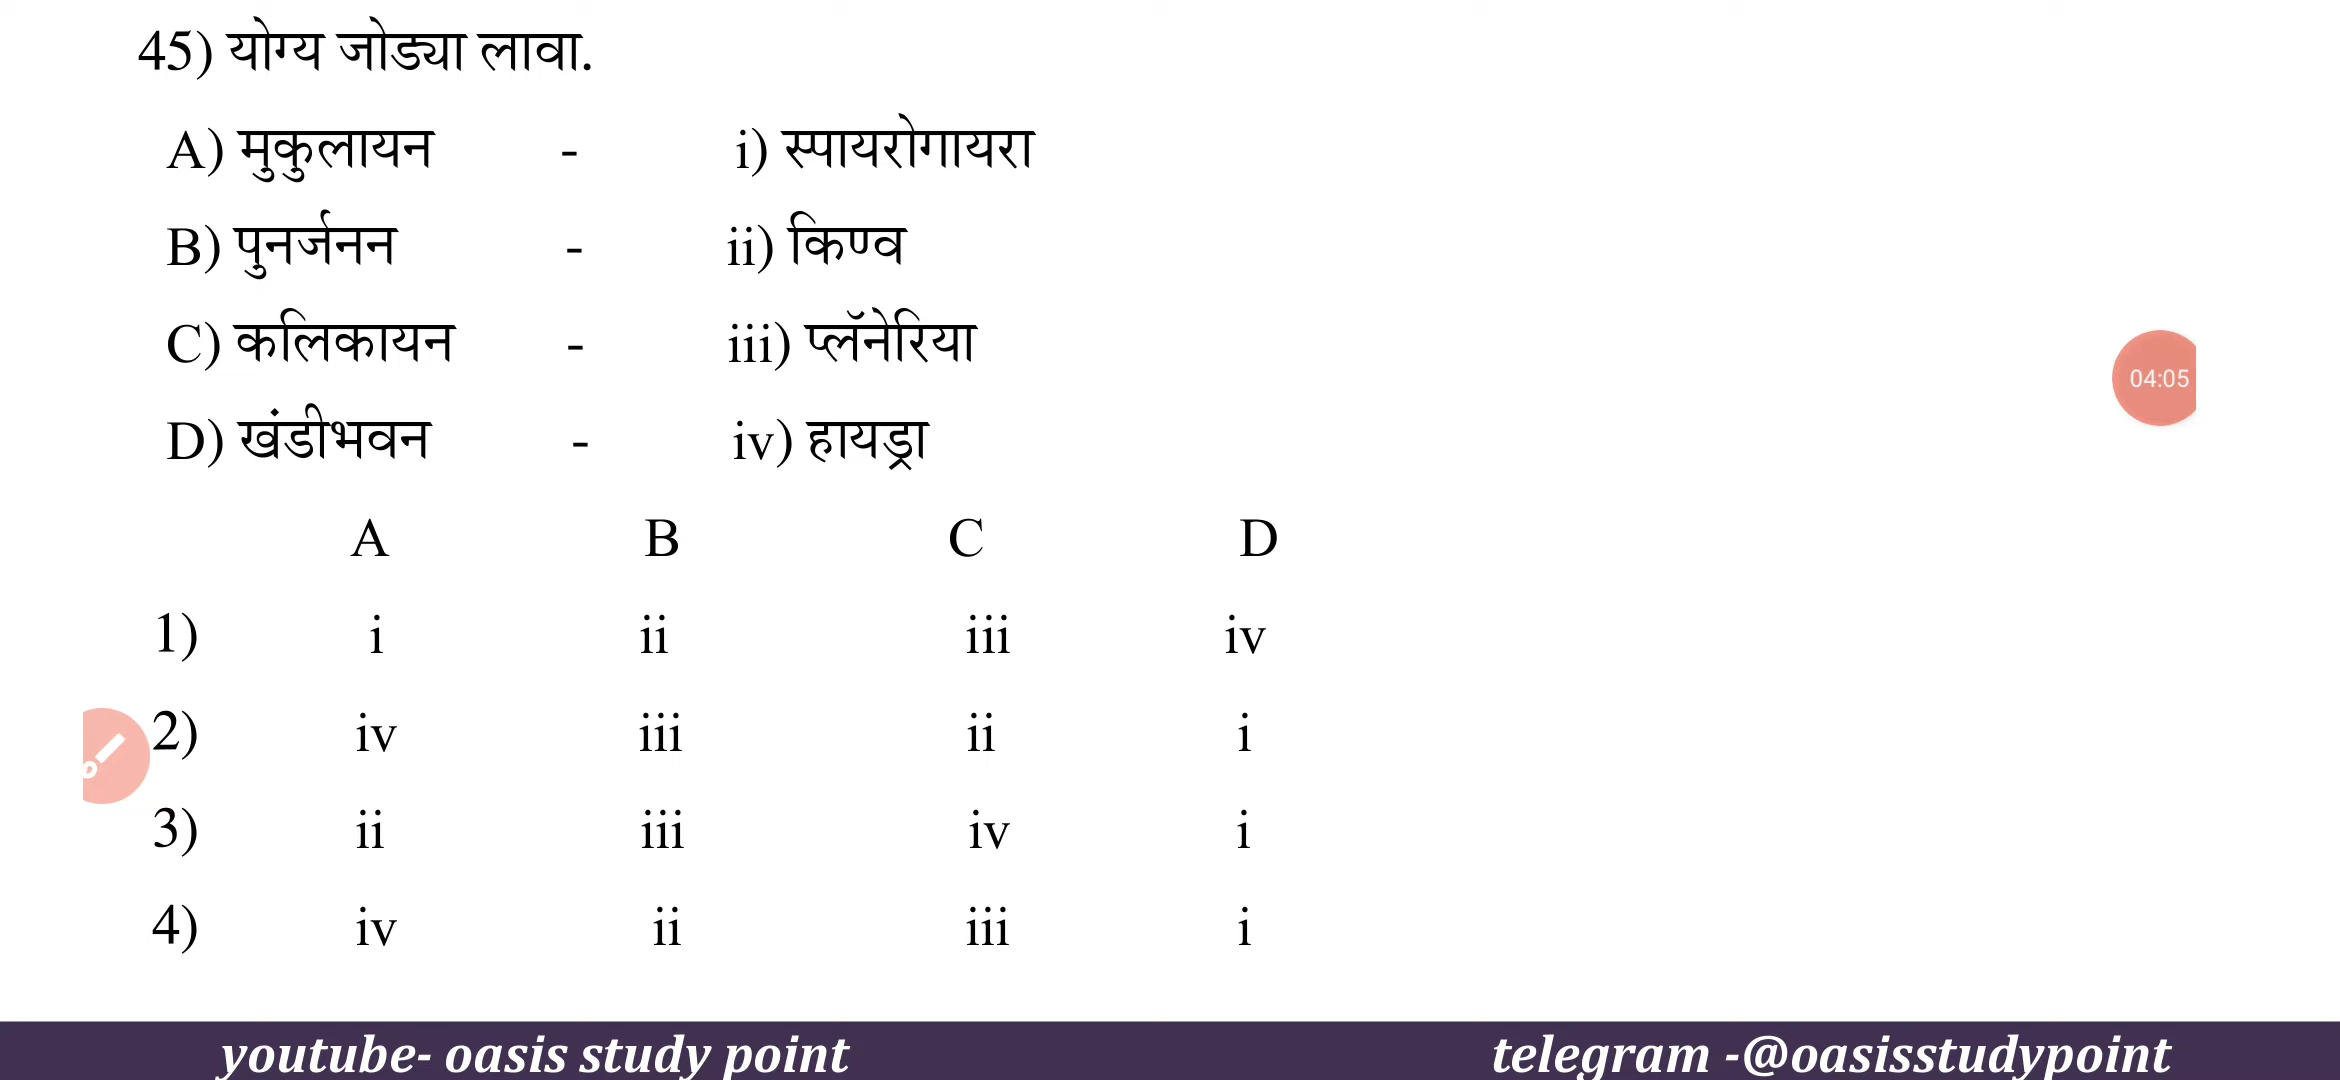 45) योग्य जोड्या लावा.
A) मुकुलायन - i) स्पायरोगायरा
B) पुनर्जनन - ii) किण्व
C) कलिकायन - iii) प्लॅनेरिया
D) खंडीभवन - iv) हायड्रा
A B C D
1) i ii iii iv
2) iv iii ii i
3) ii iii iv i
4) iv ii iii i
04:05
youtube- oasis study point telegram -@oasisstudypoint